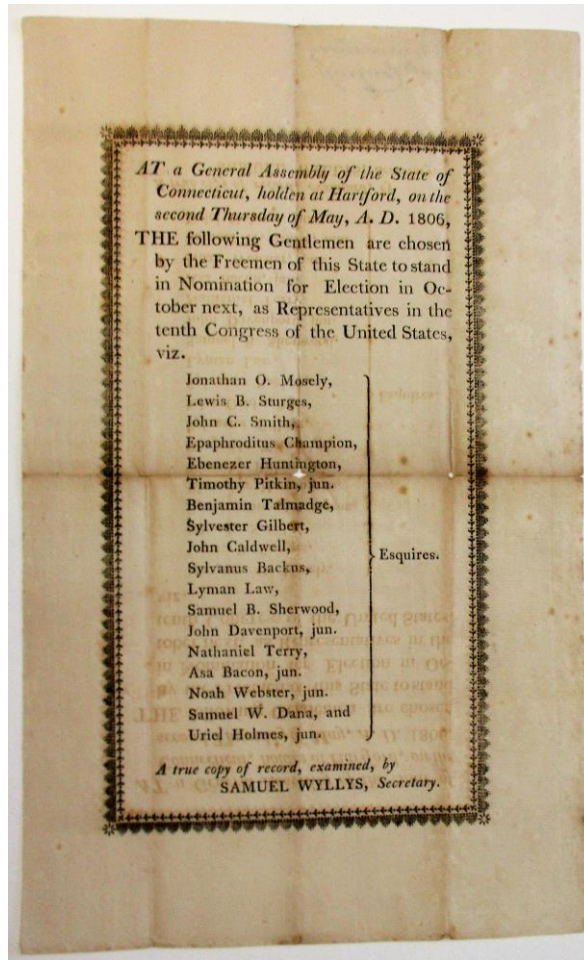 AT a General Assembly of the State of
Connecticut, holden at Hartford, on the
second Thursday of May, A. D. 1806,
THE following Gentlemen are chosen
by the Freemen of this State to stand
in Nomination for Election in Oc-
tober next, as Representatives in the
tenth Congress of the United States,
viz.
Jonathan O. Mosely,
Lewis B. Sturges,
John C. Smith,
Epaphroditus Champion,
Ebenezer Huntington,
Timothy Pitkin, jun.
Benjamin Talmadge,
Sylvester Gilbert,
John Caldwell,
Sylvanus Backus,
Lyman Law,
Samuel B. Sherwood,
John Davenport, jun.
Nathaniel Terry,
Asa Bacon, jun.
Noah Webster, jun.
Samuel W. Dana, and
Uriel Holmes, jun.
Esquires.
A true copy of record, examined, by
SAMUEL WYLLYS, Secretary.